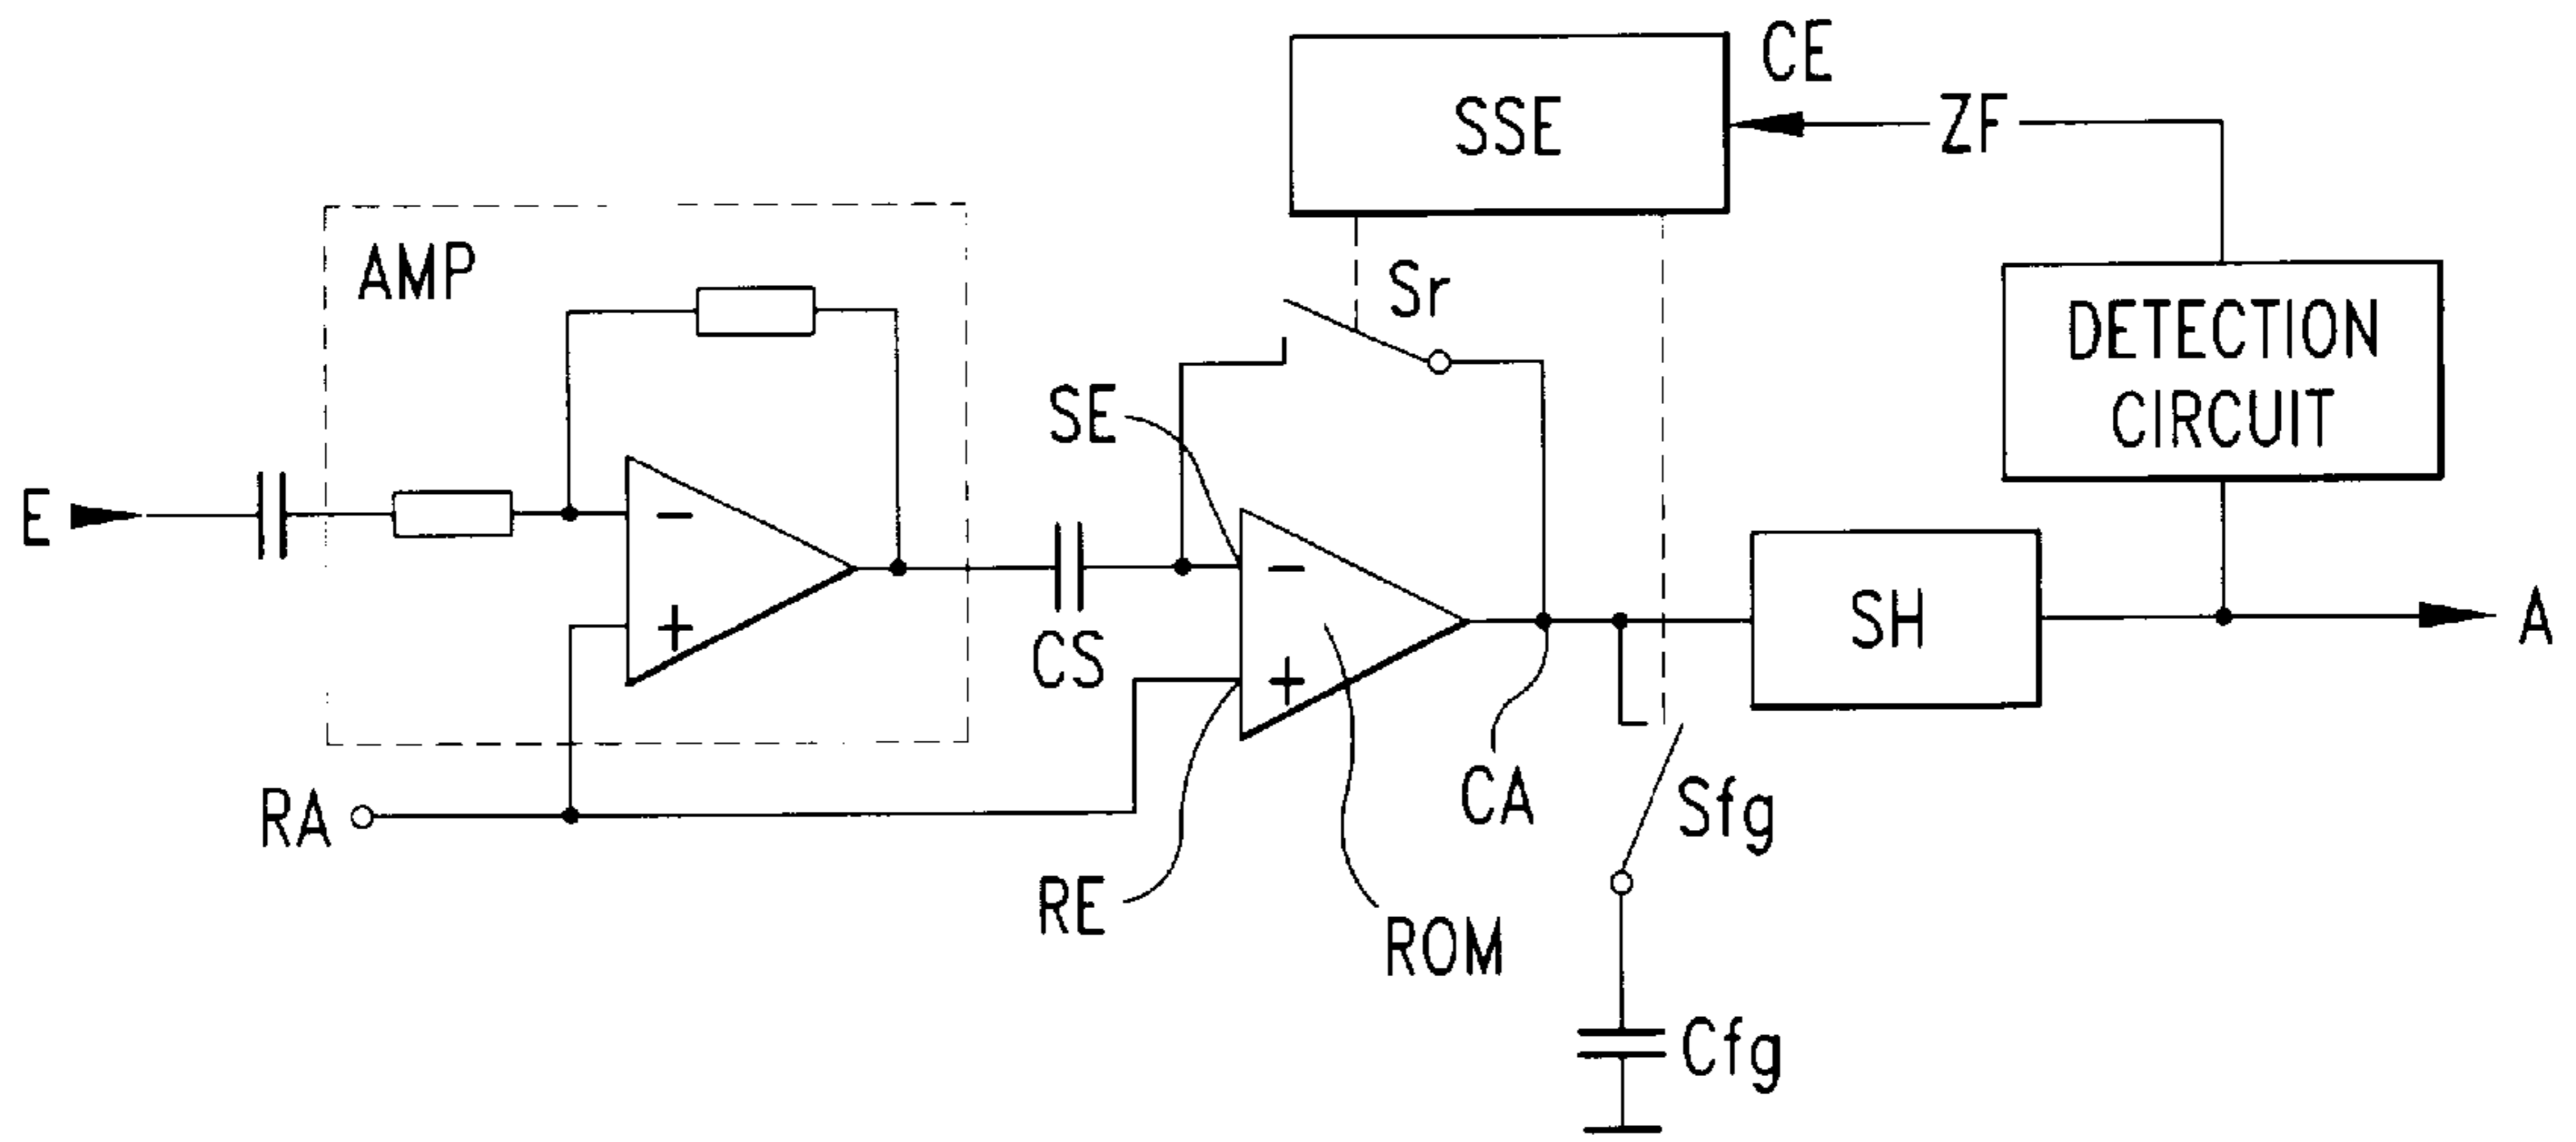 CE
SSE
ZF
AMP
Sr
DETECTION
CIRCUIT
SE
E
-
-
+
SH
A
CS
+
RA
CA
Sfg
RE
ROM
Cfg